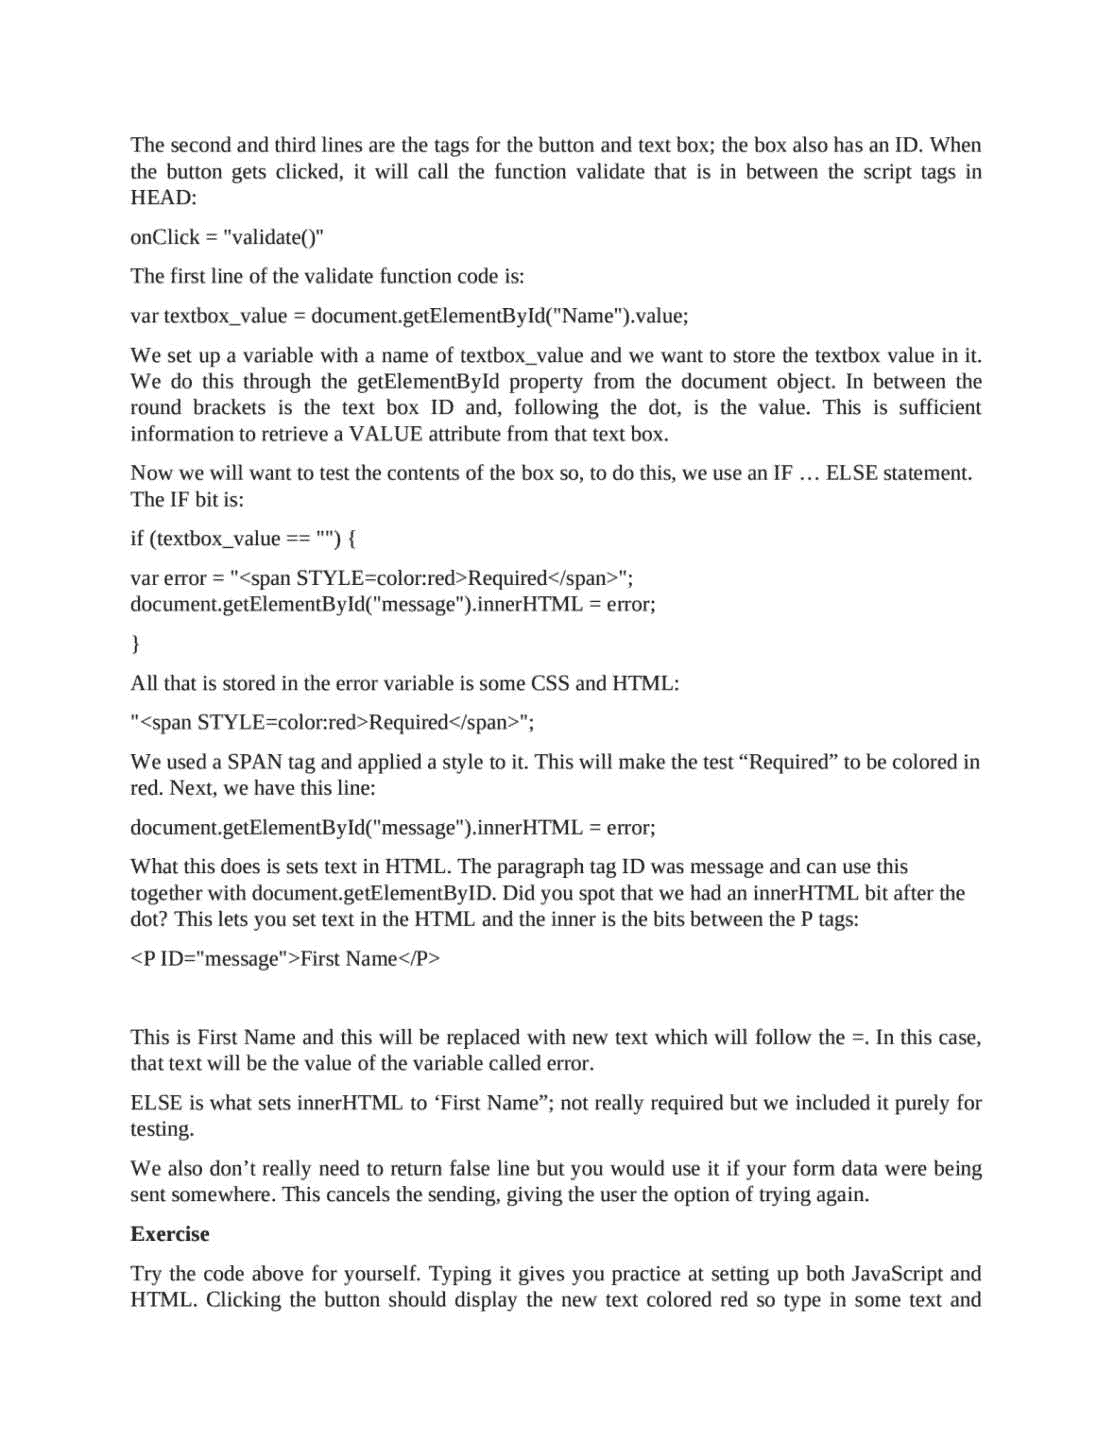 The second and third lines are the tags for the button and text box; the box also has an ID. When
the button gets clicked, it will call the function validate that is in between the script tags in
HEAD:
onClick = "validate()"
The first line of the validate function code is:
var textbox_value = document.getElementById("Name").value;
We set up a variable with a name of textbox_value and we want to store the textbox value in it.
We do this through the getElementById property from the document object. In between the
round brackets is the text box ID and, following the dot, is the value. This is sufficient
information to retrieve a VALUE attribute from that text box.
Now we will want to test the contents of the box so, to do this, we use an IF … ELSE statement.
The IF bit is:
if (textbox_value == "") {
var error = "<span STYLE=color:red>Required</span>";
document.getElementById("message").innerHTML = error;
}
All that is stored in the error variable is some CSS and HTML:
"<span STYLE=color:red>Required</span>";
We used a SPAN tag and applied a style to it. This will make the test “Required” to be colored in
red. Next, we have this line:
document.getElementById("message").innerHTML = error;
What this does is sets text in HTML. The paragraph tag ID was message and can use this
together with document.getElementByID. Did you spot that we had an innerHTML bit after the
dot? This lets you set text in the HTML and the inner is the bits between the P tags:
<P ID="message">First Name</P>
This is First Name and this will be replaced with new text which will follow the =. In this case,
that text will be the value of the variable called error.
ELSE is what sets innerHTML to ‘First Name”; not really required but we included it purely for
testing.
We also don’t really need to return false line but you would use it if your form data were being
sent somewhere. This cancels the sending, giving the user the option of trying again.
Exercise
Try the code above for yourself. Typing it gives you practice at setting up both JavaScript and
HTML. Clicking the button should display the new text colored red so type in some text and